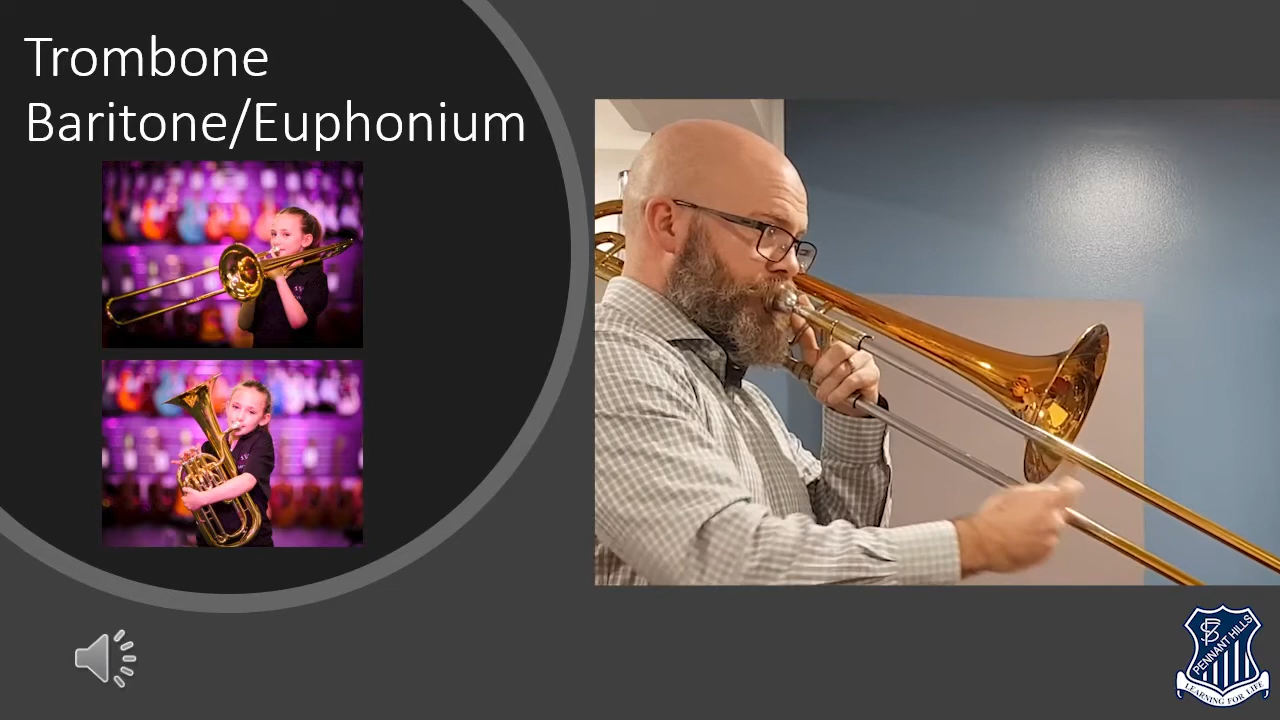 Trombone
Baritone/Euphonium
PENNANT HILLS
LEARNING FOR LIFE